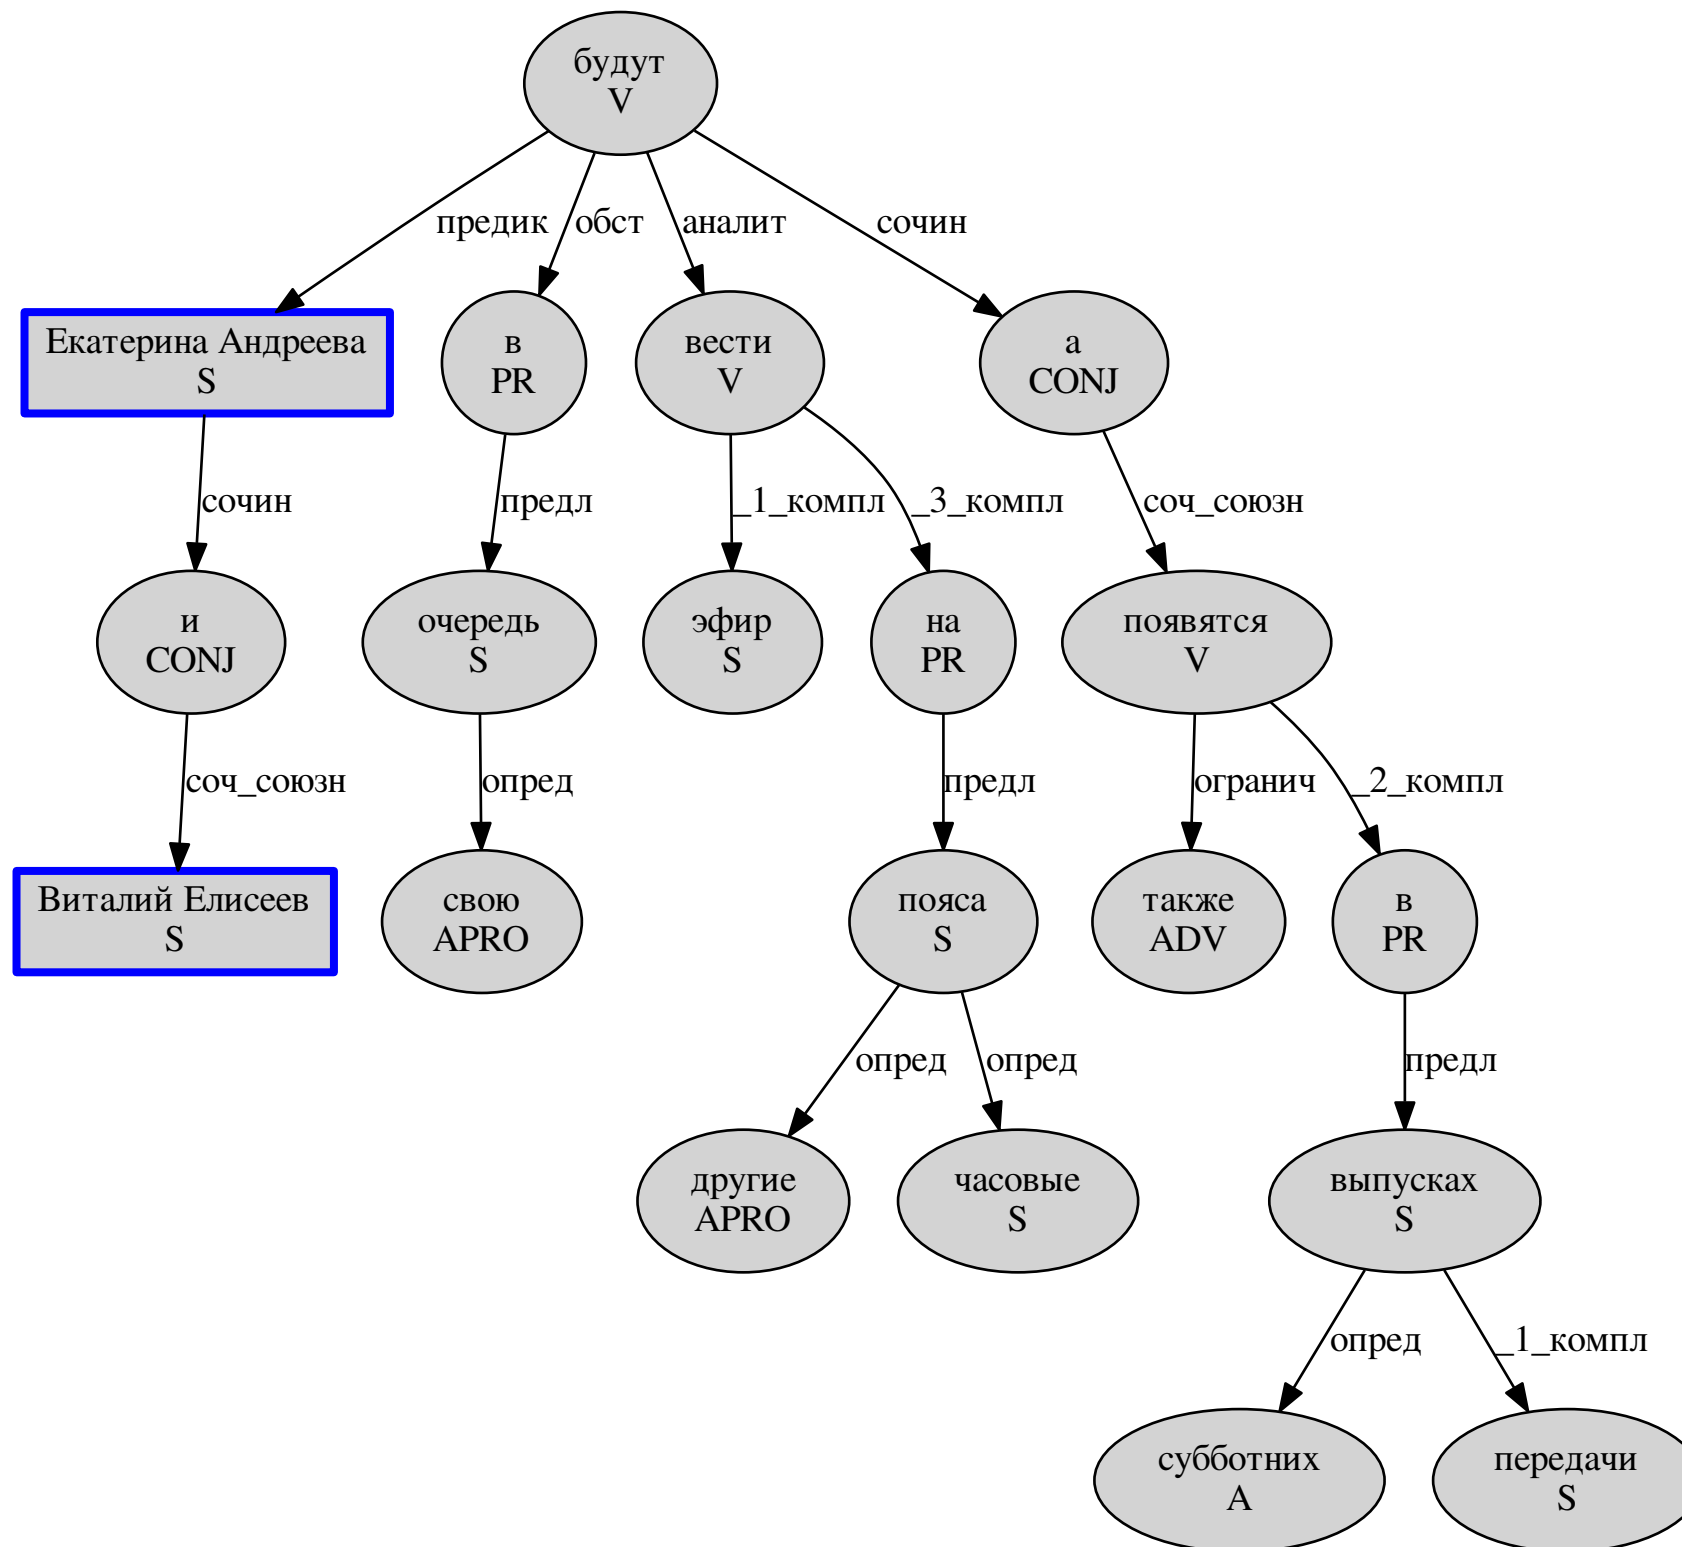 будут
V
предик
обст
аналит
сочин
Екатерина Андреева
S
в
PR
вести
V
а
CONJ
сочин
предл
_1_компл
_3_компл
соч_союзн
и
CONJ
очередь
S
эфир
S
на
PR
появятся
V
соч_союзн
опред
предл
огранич
_2_компл
Виталий Елисеев
S
свою
APRO
пояса
S
также
ADV
в
PR
опред
опред
предл
другие
APRO
часовые
S
выпусках
S
опред
_1_компл
субботних
A
передачи
S